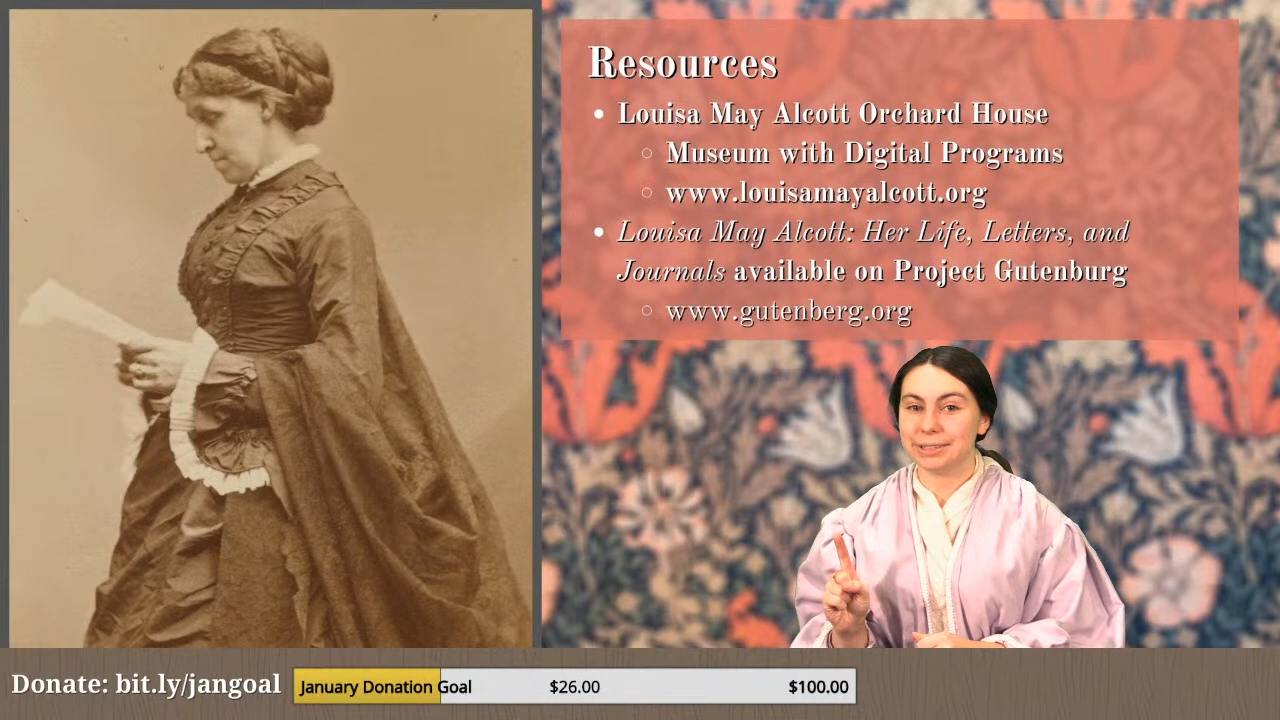 Resources
• Louisa May Alcott Orchard House
○ Museum with Digital Programs
○ www.louisamayalcott.org
• Louisa May Alcott: Her Life, Letters, and
Journals available on Project Gutenburg
○ www.gutenberg.org
Donate: bit.ly/jangoal
January Donation Goal $26.00 $100.00